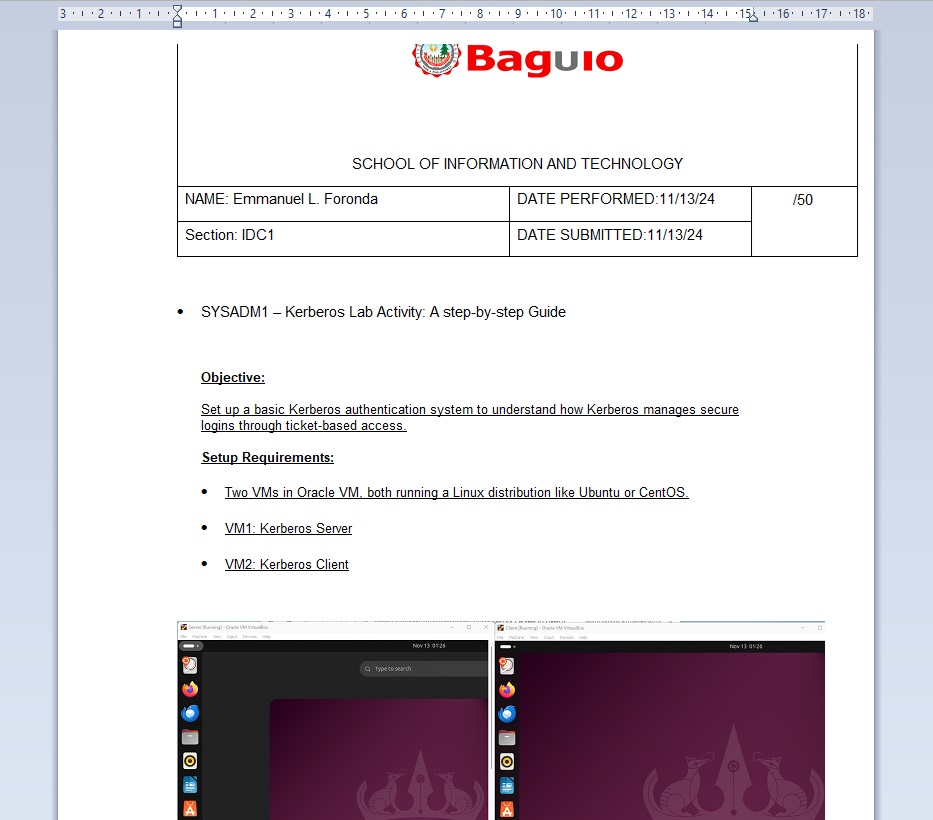 3 2 1 1 2 3 4 5 6 7 8 9 10 11 12 13 14 15 16 17 18
Baguio
SCHOOL OF INFORMATION AND TECHNOLOGY
NAME: Emmanuel L. Foronda DATE PERFORMED:11/13/24 /50
Section: IDC1 DATE SUBMITTED:11/13/24
• SYSADM1 – Kerberos Lab Activity: A step-by-step Guide
Objective:
Set up a basic Kerberos authentication system to understand how Kerberos manages secure
logins through ticket-based access.
Setup Requirements:
• Two VMs in Oracle VM, both running a Linux distribution like Ubuntu or CentOS.
• VM1: Kerberos Server
• VM2: Kerberos Client
Server [Running] - Oracle VM VirtualBox
File Machine View Input Devices Help
Nov 13 01:26
Type to search
Client [Running] - Oracle VM VirtualBox
File Machine View Input Devices Help
Nov 13 01:26